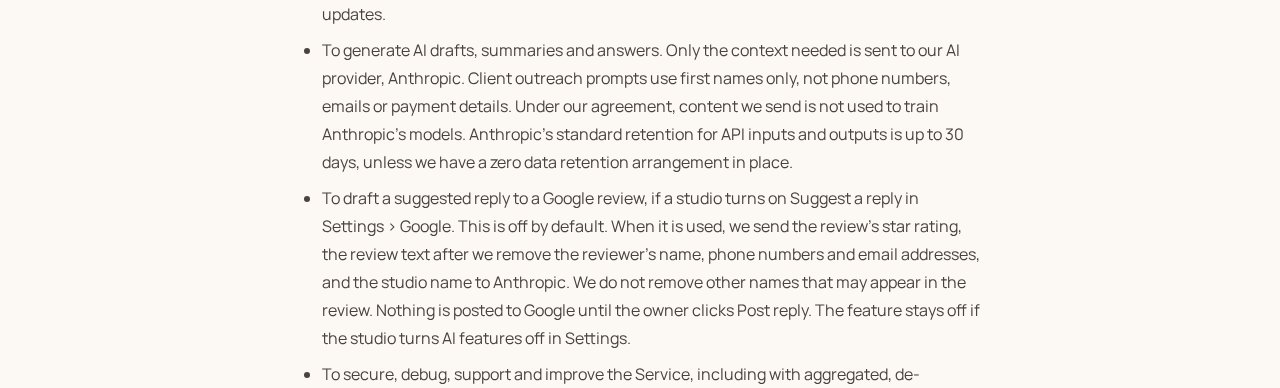 updates.
• To generate AI drafts, summaries and answers. Only the context needed is sent to our AI
provider, Anthropic. Client outreach prompts use first names only, not phone numbers,
emails or payment details. Under our agreement, content we send is not used to train
Anthropic’s models. Anthropic’s standard retention for API inputs and outputs is up to 30
days, unless we have a zero data retention arrangement in place.
• To draft a suggested reply to a Google review, if a studio turns on Suggest a reply in
Settings > Google. This is off by default. When it is used, we send the review’s star rating,
the review text after we remove the reviewer’s name, phone numbers and email addresses,
and the studio name to Anthropic. We do not remove other names that may appear in the
review. Nothing is posted to Google until the owner clicks Post reply. The feature stays off if
the studio turns AI features off in Settings.
• To secure, debug, support and improve the Service, including with aggregated, de-